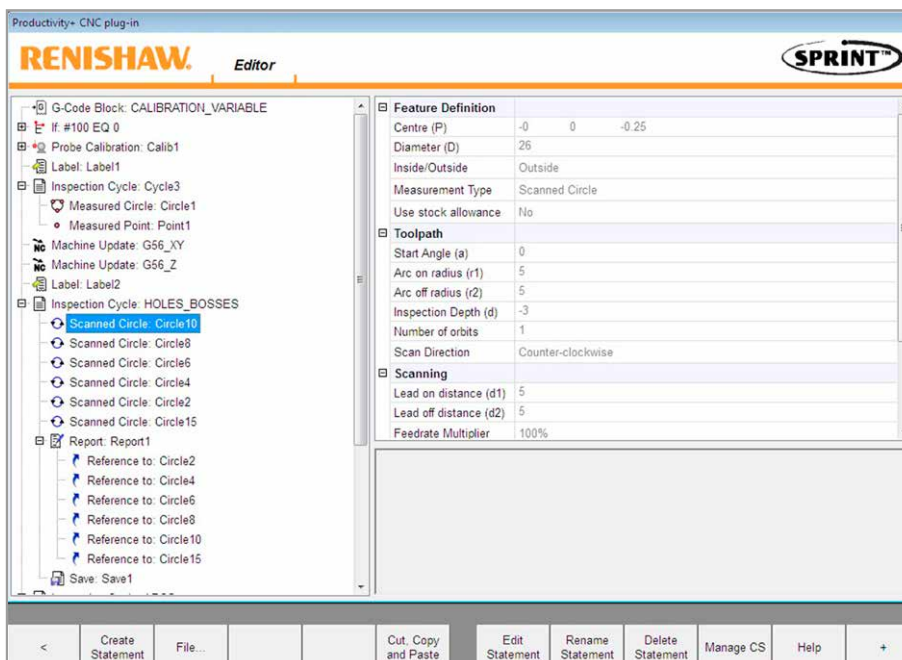 Productivity+ CNC plug-in
RENISHAW.
Editor
SPRINT™
G-Code Block: CALIBRATION_VARIABLE
If: #100 EQ 0
Probe Calibration: Calib1
Label: Label1
Inspection Cycle: Cycle3
Measured Circle: Circle1
Measured Point: Point1
Machine Update: G56_XY
Machine Update: G56_Z
Label: Label2
Inspection Cycle: HOLES_BOSSES
Scanned Circle: Circle10
Scanned Circle: Circle8
Scanned Circle: Circle6
Scanned Circle: Circle4
Scanned Circle: Circle2
Scanned Circle: Circle15
Report: Report1
Reference to: Circle2
Reference to: Circle4
Reference to: Circle6
Reference to: Circle8
Reference to: Circle10
Reference to: Circle15
Save: Save1
Feature Definition
Centre (P) -0 0 -0.25
Diameter (D) 26
Inside/Outside Outside
Measurement Type Scanned Circle
Use stock allowance No
Toolpath
Start Angle (a) 0
Arc on radius (r1) 5
Arc off radius (r2) 5
Inspection Depth (d) -3
Number of orbits 1
Scan Direction Counter-clockwise
Scanning
Lead on distance (d1) 5
Lead off distance (d2) 5
Feedrate Multiplier 100%
<
Create
Statement
File...
Cut, Copy
and Paste
Edit
Statement
Rename
Statement
Delete
Statement
Manage CS
Help
+